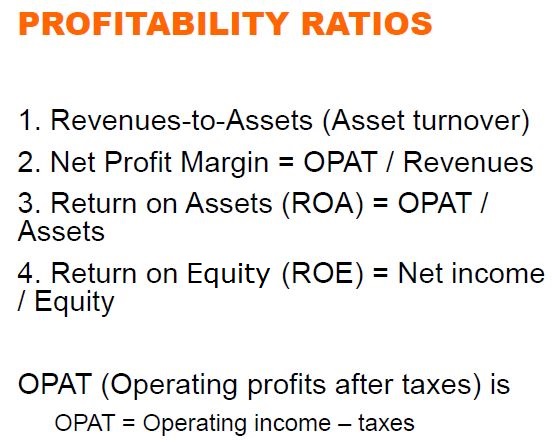 PROFITABILITY RATIOS
1. Revenues-to-Assets (Asset turnover)
2. Net Profit Margin = OPAT / Revenues
3. Return on Assets (ROA) = OPAT /
Assets
4. Return on Equity (ROE) = Net income
/ Equity
OPAT (Operating profits after taxes) is
OPAT = Operating income – taxes